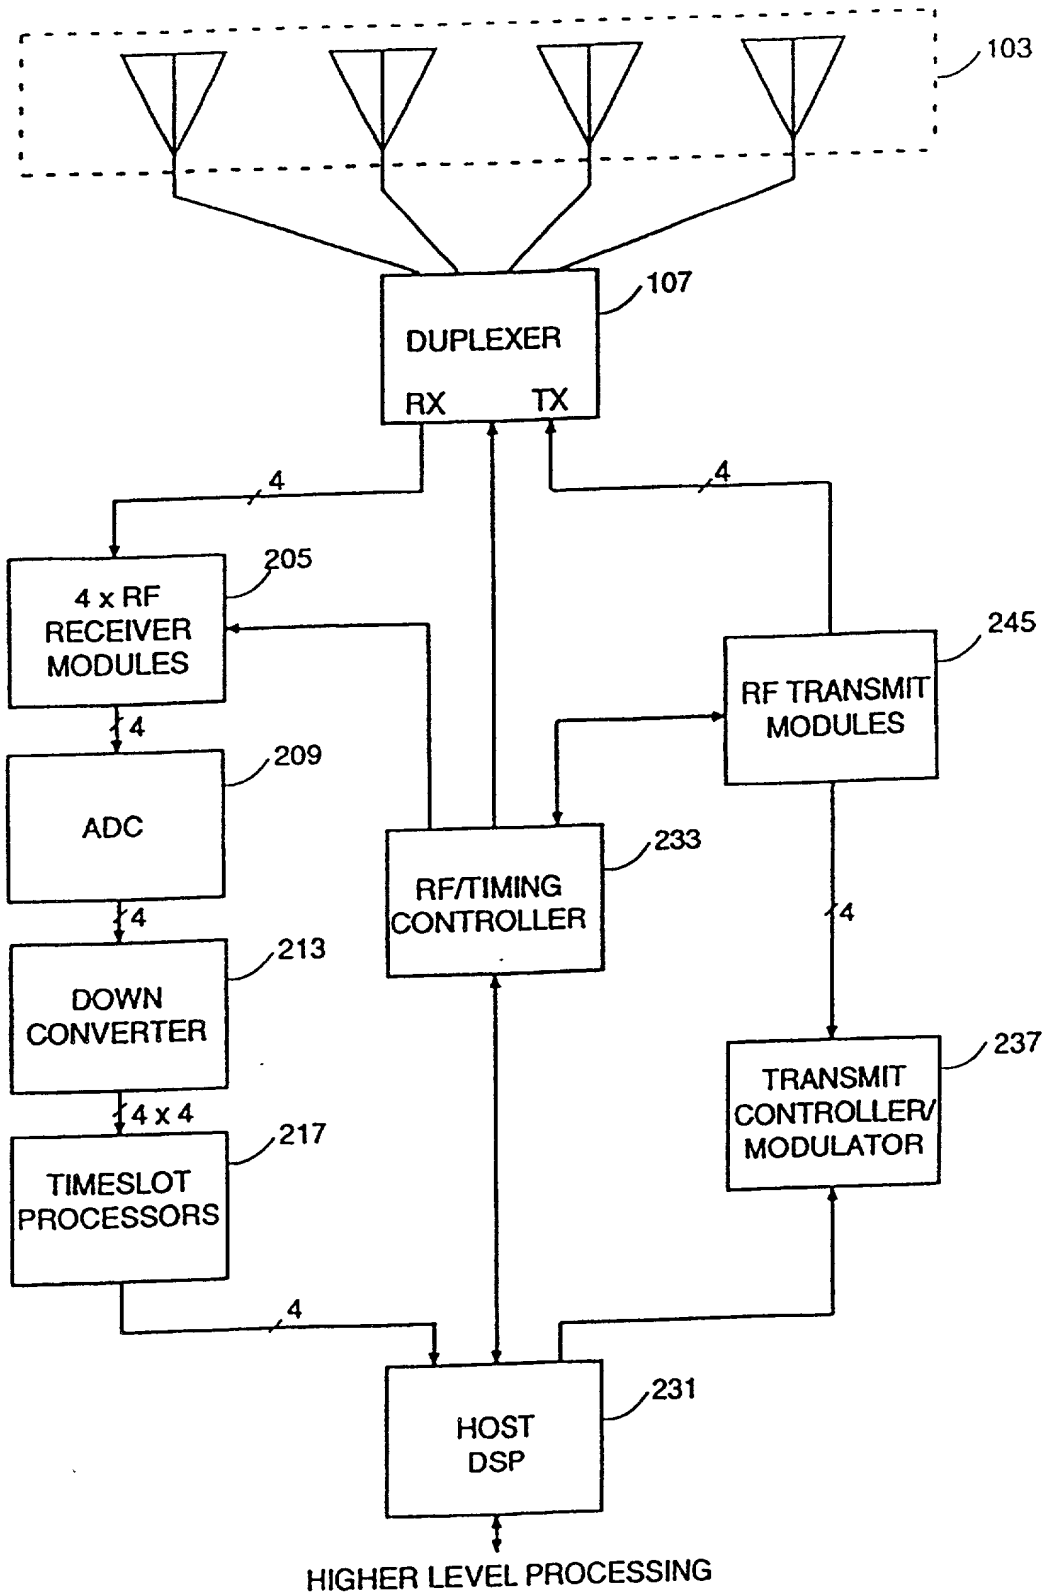 103
107
DUPLEXER
RX
TX
4
4
205
4 x RF
RECEIVER
MODULES
245
RF TRANSMIT
MODULES
4
209
ADC
233
RF/TIMING
CONTROLLER
4
4
213
DOWN
CONVERTER
237
TRANSMIT
CONTROLLER/
MODULATOR
4 x 4
217
TIMESLOT
PROCESSORS
4
231
HOST
DSP
HIGHER LEVEL PROCESSING